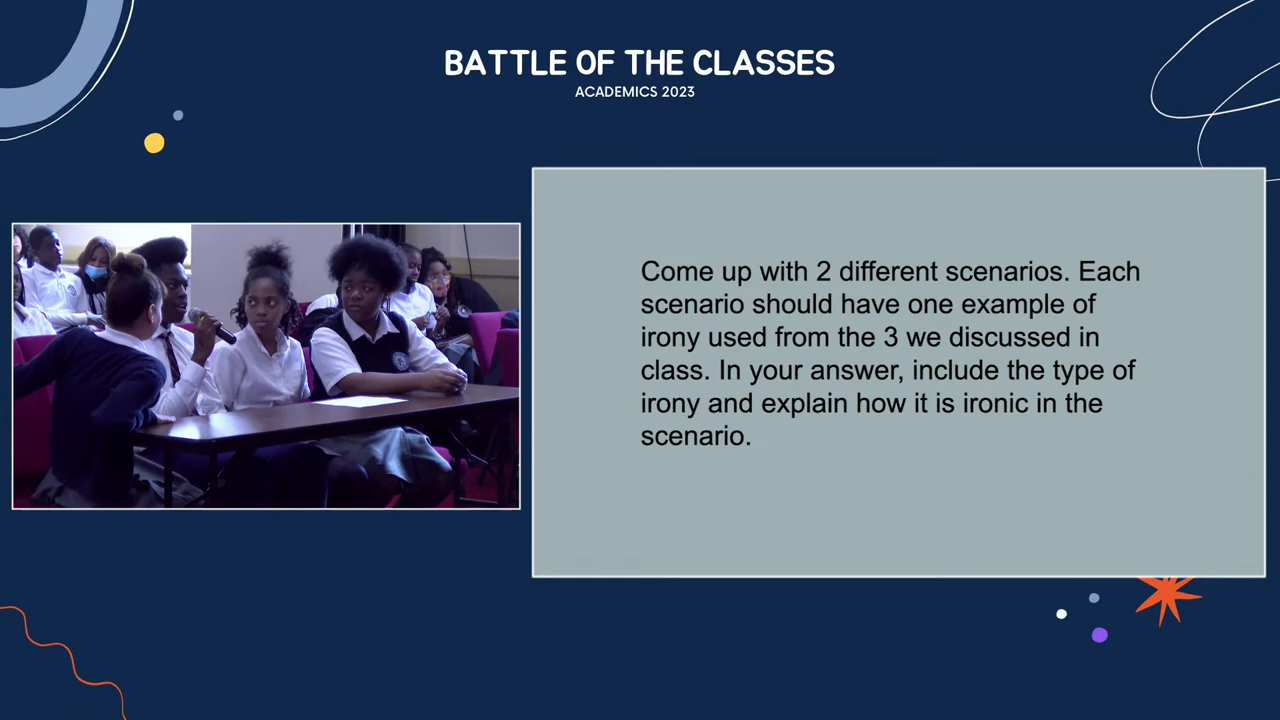 BATTLE OF THE CLASSES
ACADEMICS 2023
Come up with 2 different scenarios. Each
scenario should have one example of
irony used from the 3 we discussed in
class. In your answer, include the type of
irony and explain how it is ironic in the
scenario.